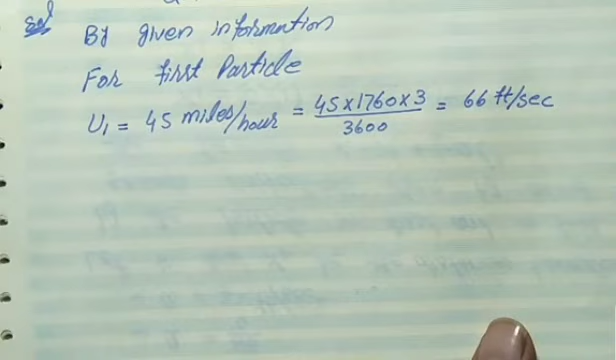 Sol By given information
For first Particle
U₁ = 45 miles/hour = 45×1760×3 / 3600 = 66 ft/sec